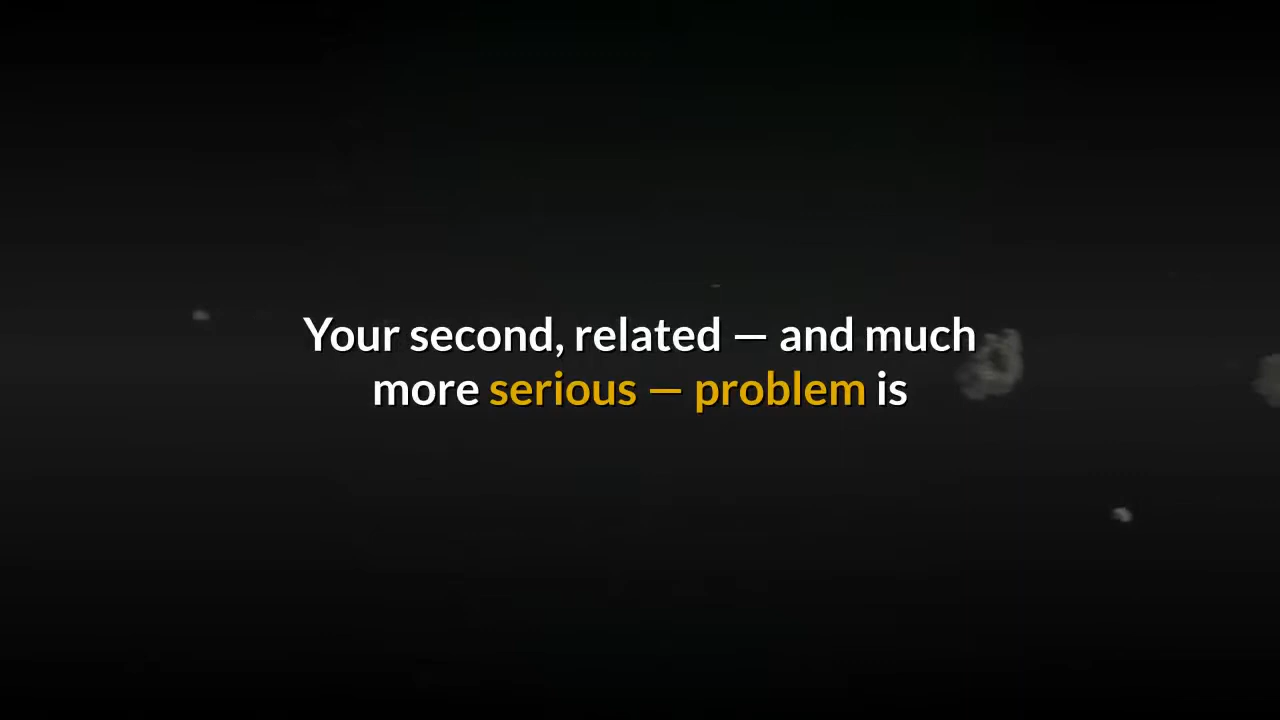 Your second, related — and much
more serious — problem is